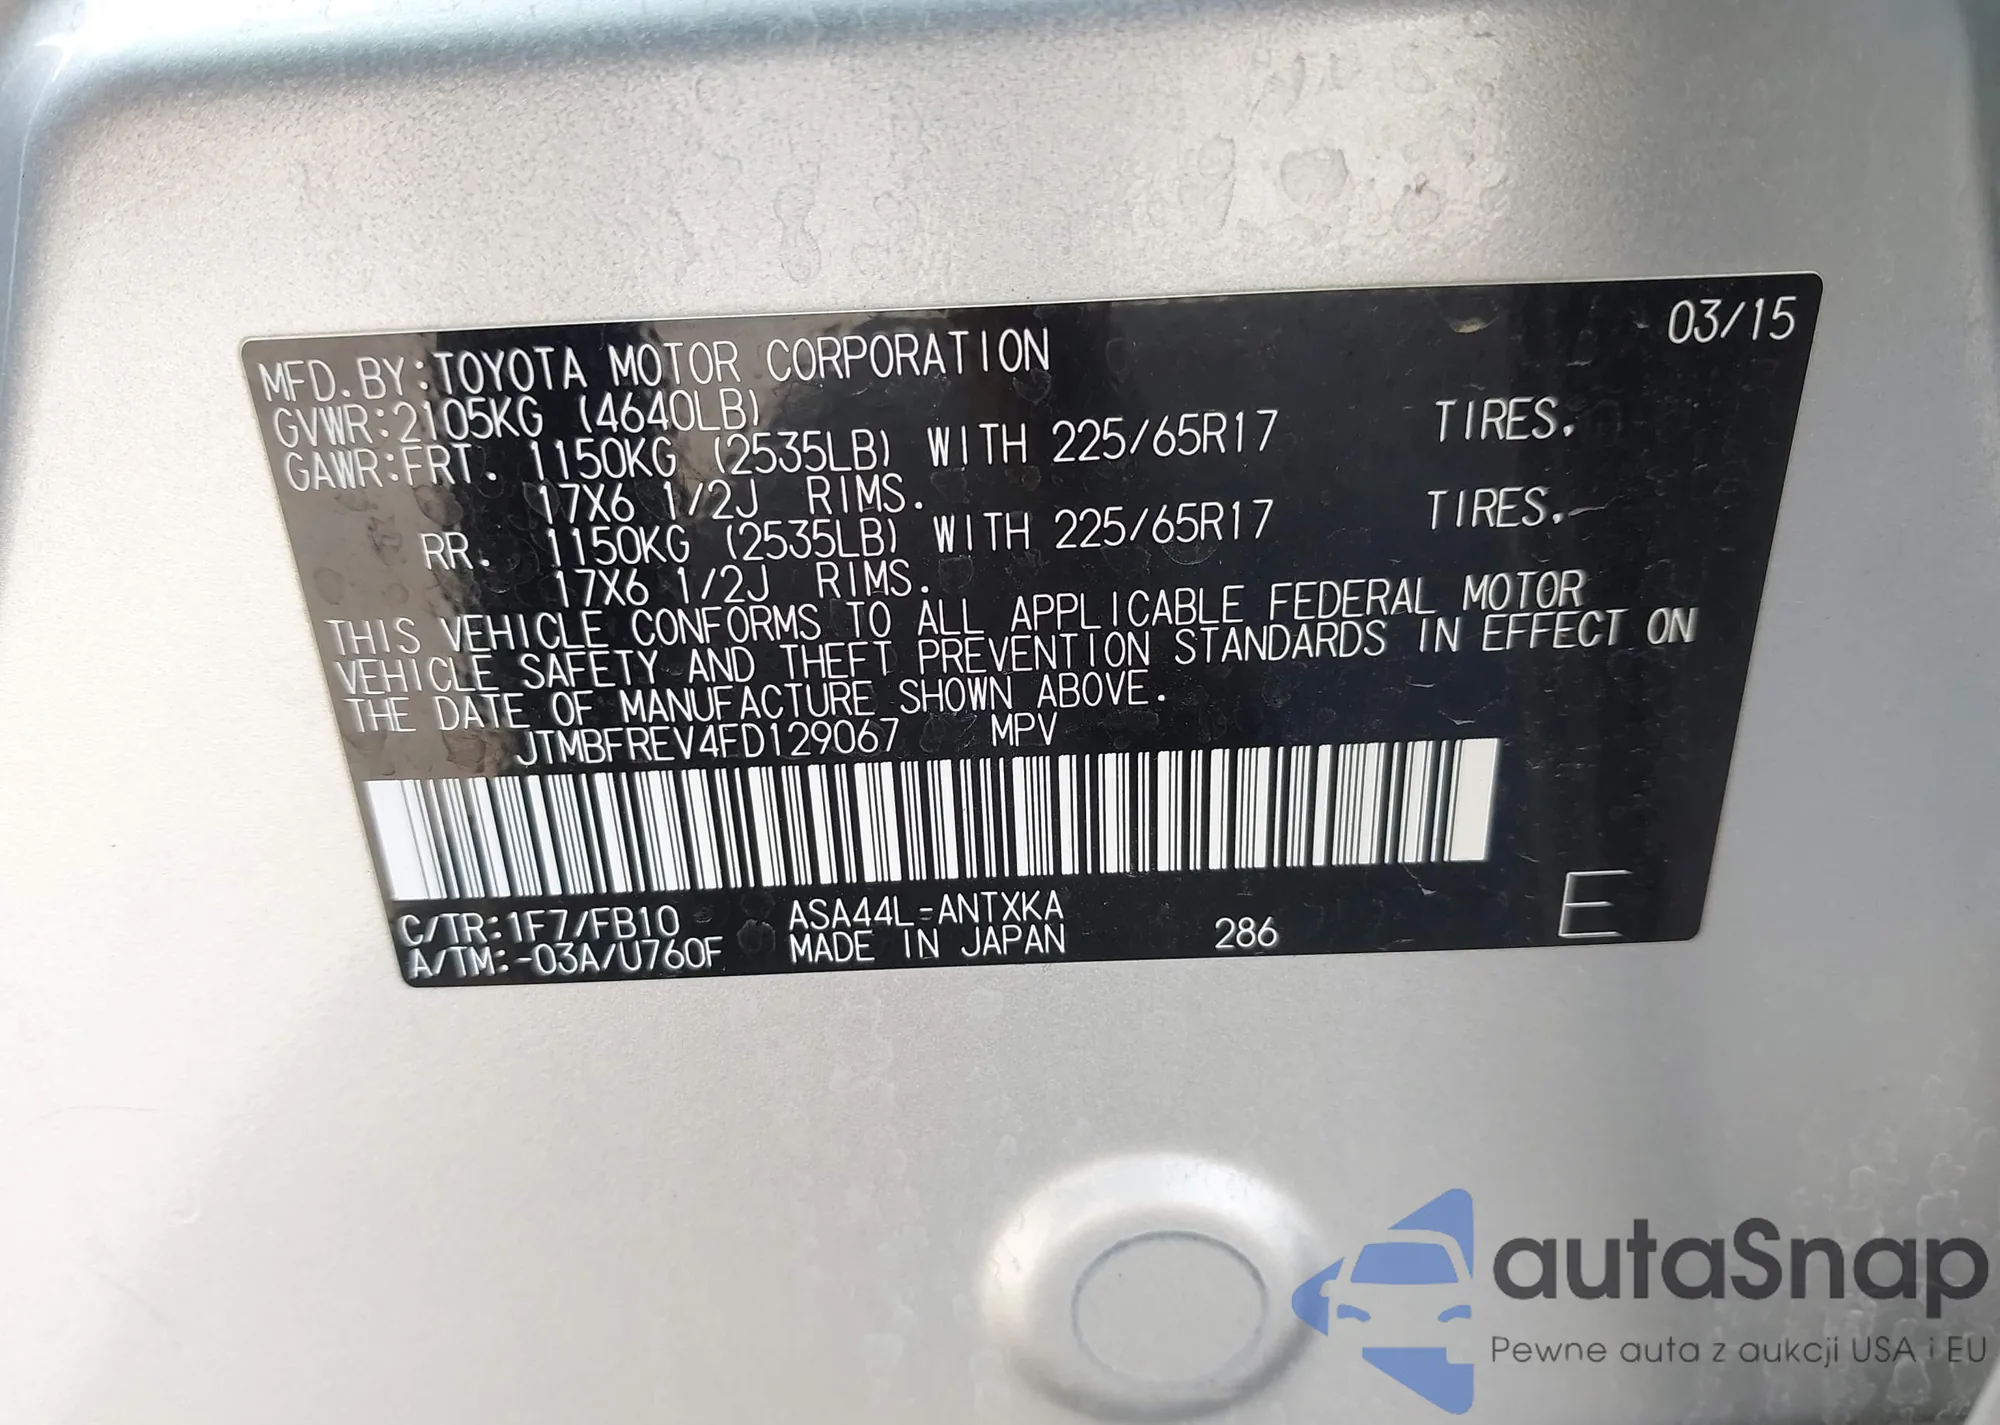 03/15
MFD.BY:TOYOTA MOTOR CORPORATION
GVWR:2105KG (4640LB)
GAWR:FRT. 1150KG (2535LB) WITH 225/65R17 TIRES.
17X6 1/2J RIMS.
RR. 1150KG (2535LB) WITH 225/65R17 TIRES.
17X6 1/2J RIMS.
THIS VEHICLE CONFORMS TO ALL APPLICABLE FEDERAL MOTOR
VEHICLE SAFETY AND THEFT PREVENTION STANDARDS IN EFFECT ON
THE DATE OF MANUFACTURE SHOWN ABOVE.
JTMBFREV4FD129067 MPV
C/TR:1F7/FB10 ASA44L-ANTXKA
A/TM:-03A/U760F MADE IN JAPAN 286 E
autaSnap
Pewne auta z aukcji USA i EU